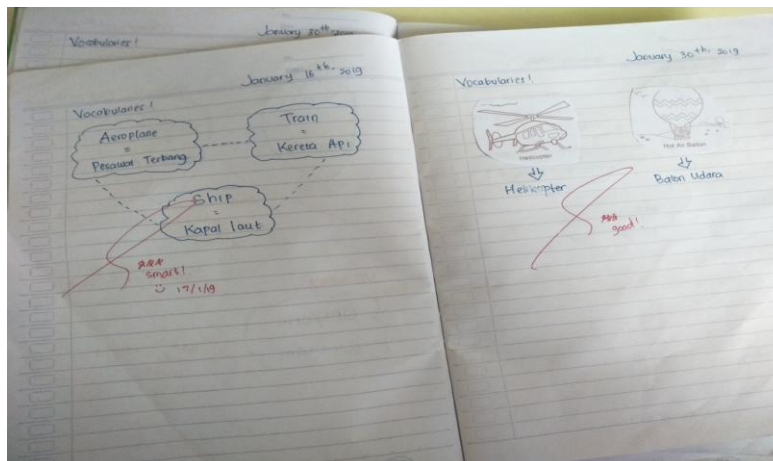 Vocabularies!
January 30th, 2019
January 16th, 2019
Vocabularies!
Aeroplane
=
Pesawat Terbang
Train
=
Kereta Api
Ship
=
Kapal laut
smart!
17/1/19
January 30th, 2019
Vocabularies!
Helicopter
Hot Air Balloon
Helicopter
Balon Udara
good!